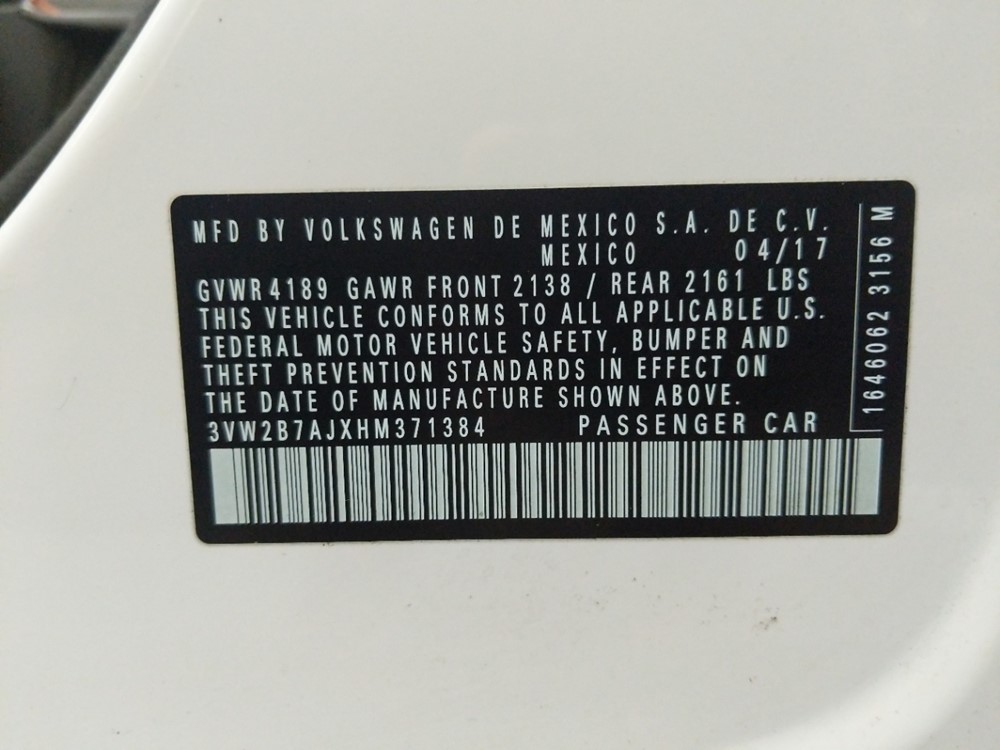 MFD BY VOLKSWAGEN DE MEXICO S.A. DE C.V.
MEXICO 04/17
GVWR 4189 GAWR FRONT 2138 / REAR 2161 LBS
THIS VEHICLE CONFORMS TO ALL APPLICABLE U.S.
FEDERAL MOTOR VEHICLE SAFETY, BUMPER AND
THEFT PREVENTION STANDARDS IN EFFECT ON
THE DATE OF MANUFACTURE SHOWN ABOVE.
3VW2B7AJXHM371384 PASSENGER CAR
1646062 3156 M